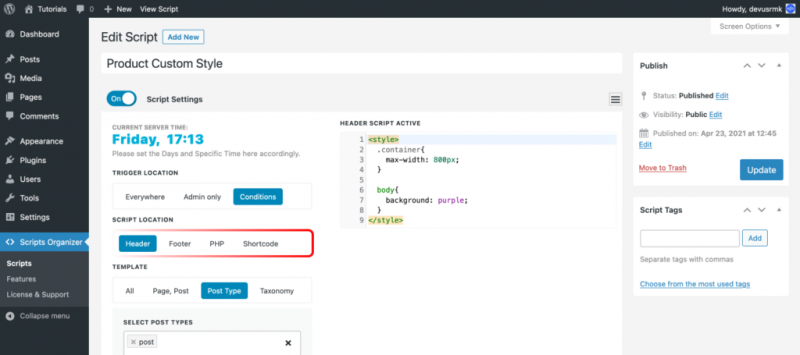 Tutorials
0
New
View Script
Howdy, devusrmk
Dashboard
Posts
Media
Pages
Comments
Appearance
Plugins
Users
Tools
Settings
Scripts Organizer
Scripts
Features
License & Support
Collapse menu
Screen Options
Edit Script
Add New
Product Custom Style
On
Script Settings
CURRENT SERVER TIME:
Friday, 17:13
Please set the Days and Specific Time here accordingly.
TRIGGER LOCATION
Everywhere Admin only Conditions
SCRIPT LOCATION
Header Footer PHP Shortcode
TEMPLATE
All Page, Post Post Type Taxonomy
SELECT POST TYPES
× post ×
HEADER SCRIPT ACTIVE
1 <style>
2 .container{
3 max-width: 800px;
4 }
5
6 body{
7 background: purple;
8 }
9 </style>
Publish
Status: Published Edit
Visibility: Public Edit
Published on: Apr 23, 2021 at 12:45
Edit
Move to Trash
Update
Script Tags
Add
Separate tags with commas
Choose from the most used tags